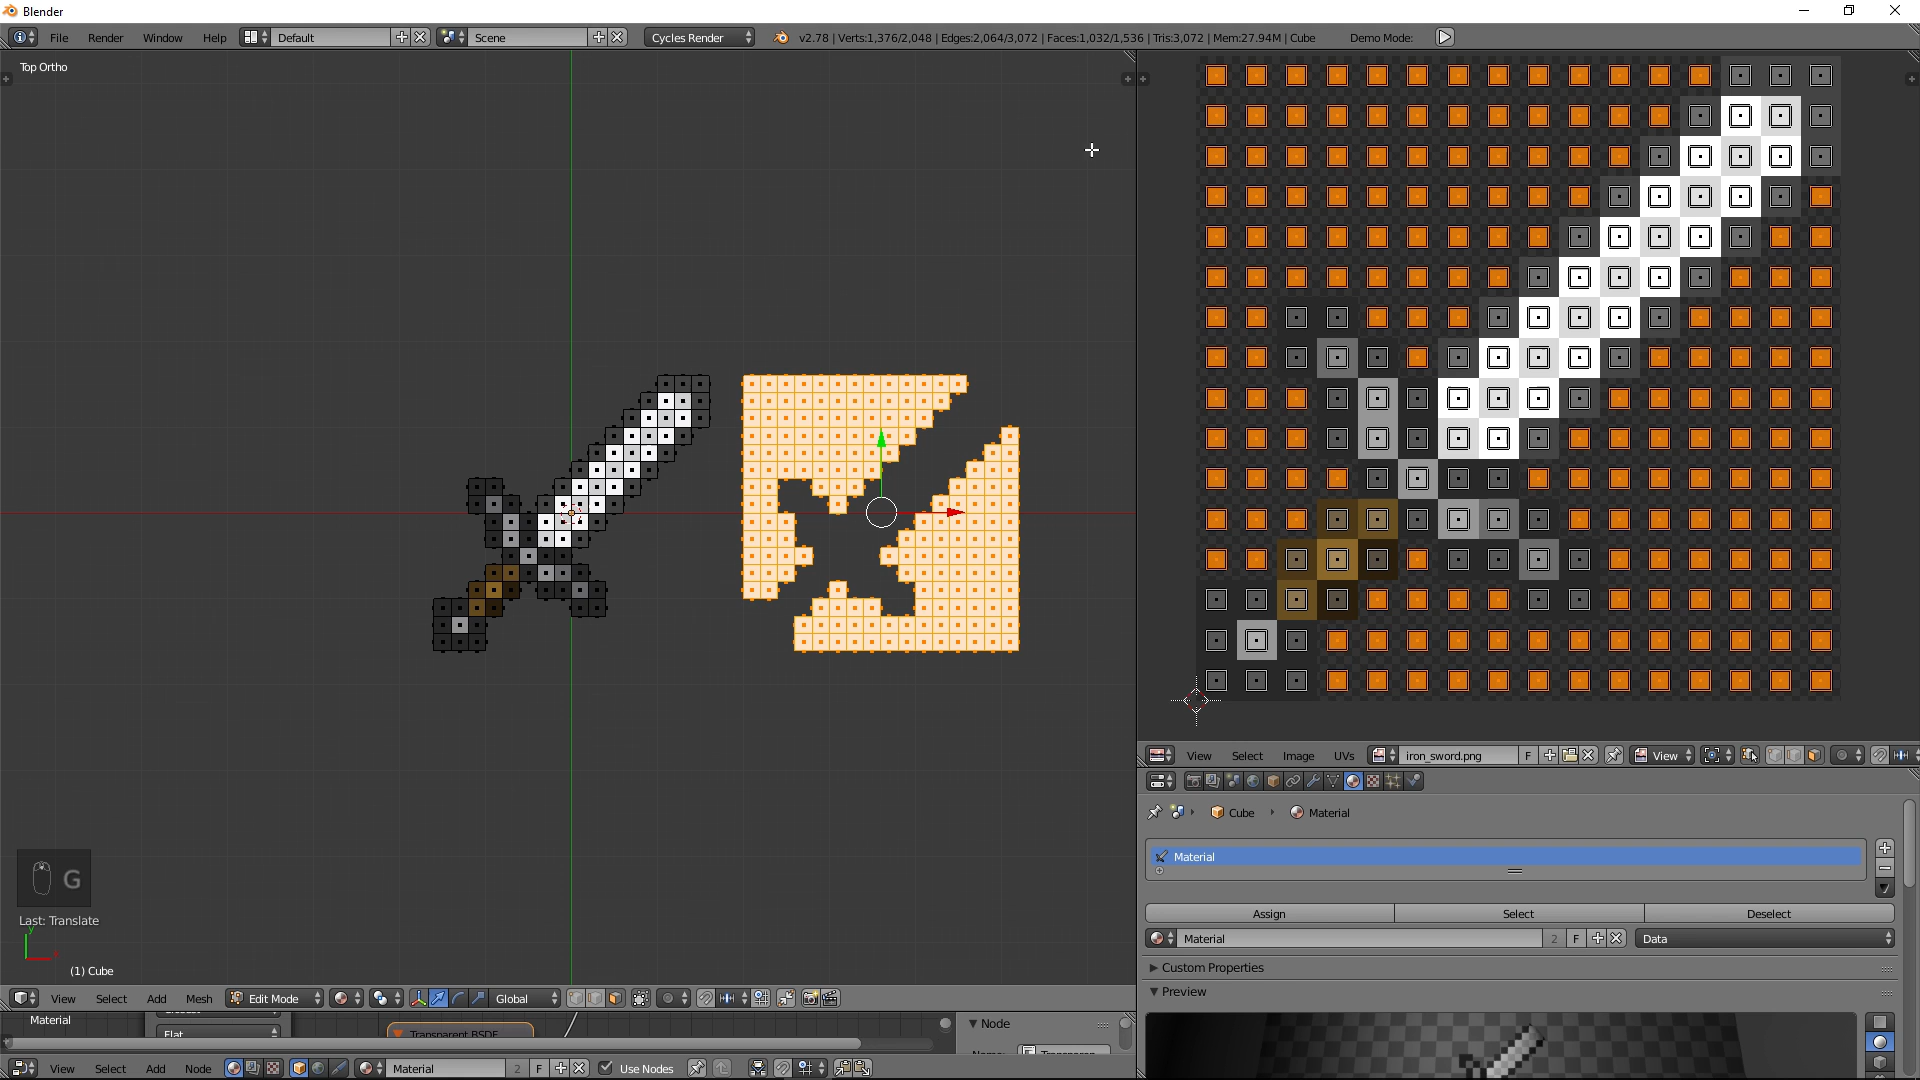 Blender
File Render Window Help Default Scene Cycles Render v2.78 | Verts:1,376/2,048 | Edges:2,064/3,072 | Faces:1,032/1,536 | Tris:3,072 | Mem:27.94M | Cube Demo Mode:
Top Ortho
G
Last: Translate
y
(1) Cube
View Select Add Mesh Edit Mode Global
View Select Image UVs iron_sword.png F View
Cube Material
Material
Assign Select Deselect
Material 2 F Data
Custom Properties
Preview
Material
Flat
Transparent BSDF
Node
View Select Add Node Material 2 F Use Nodes